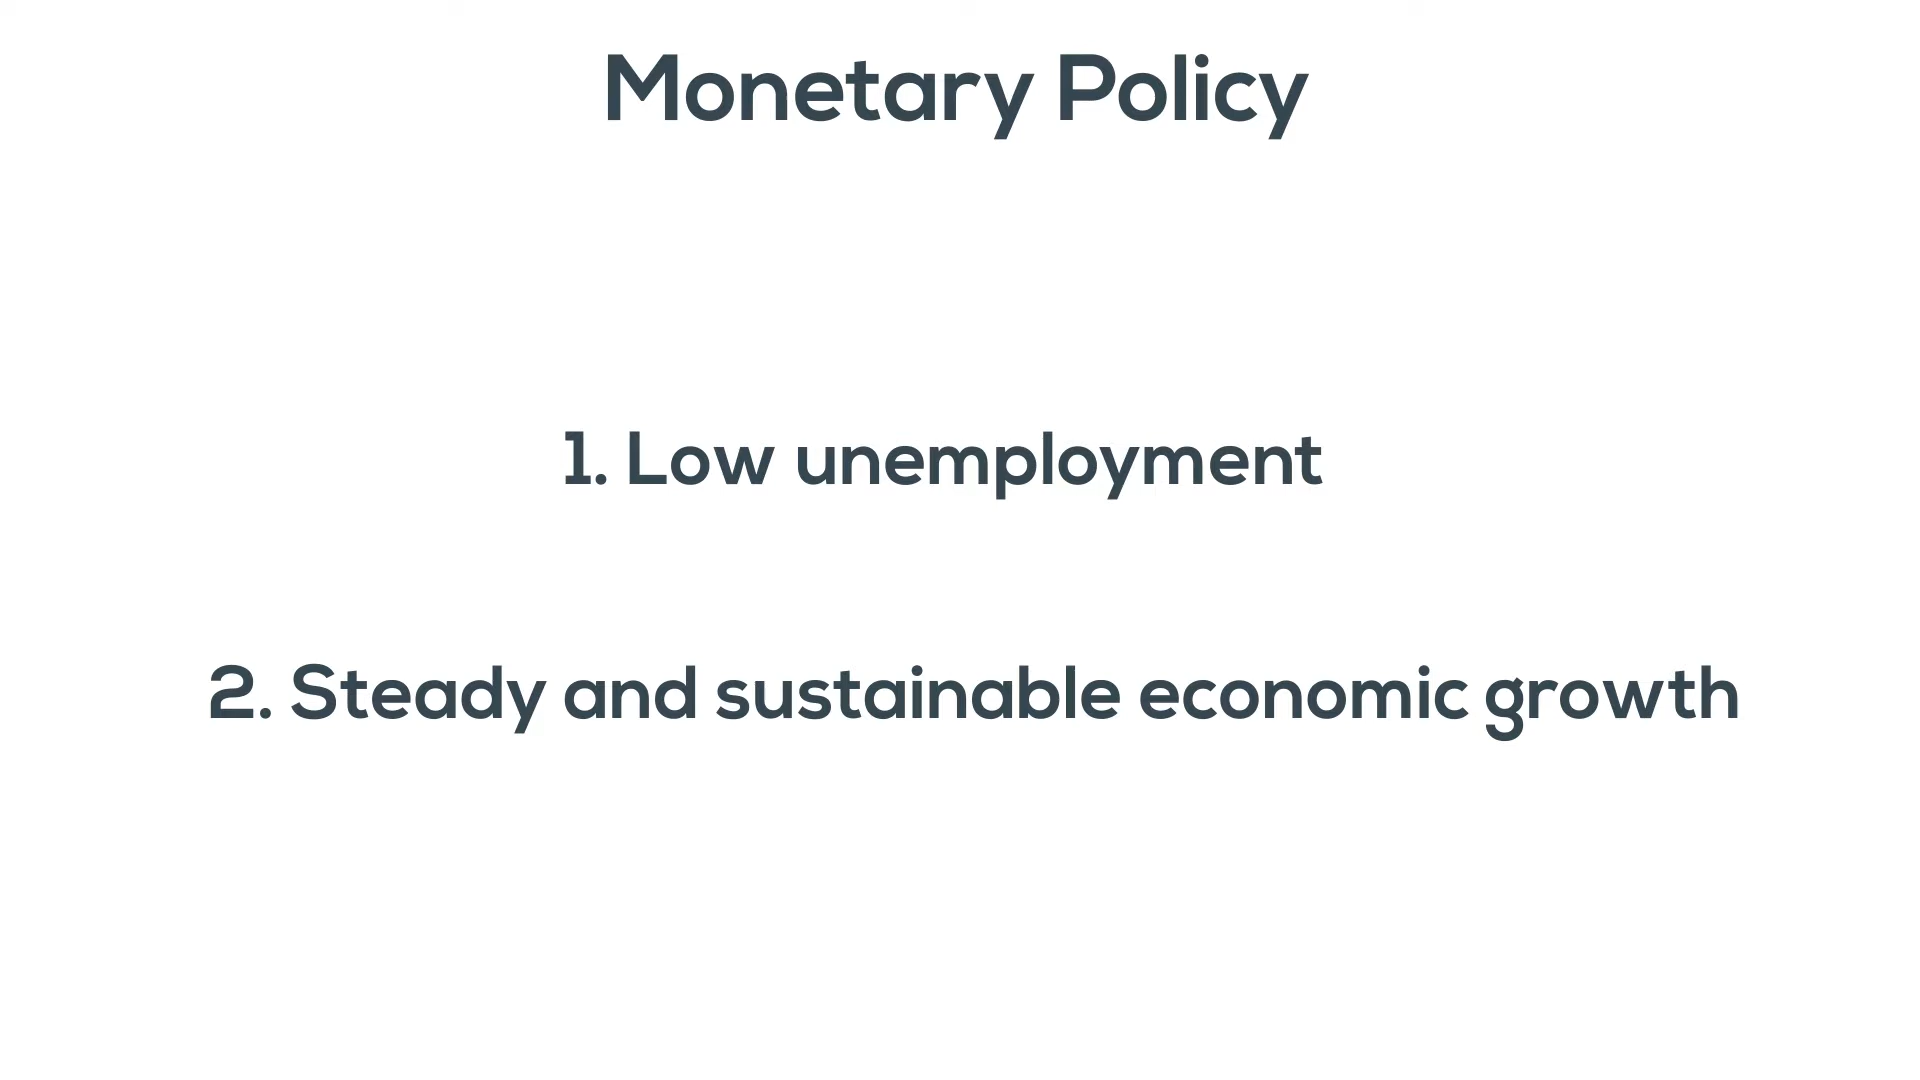 Monetary Policy
1. Low unemployment
2. Steady and sustainable economic growth